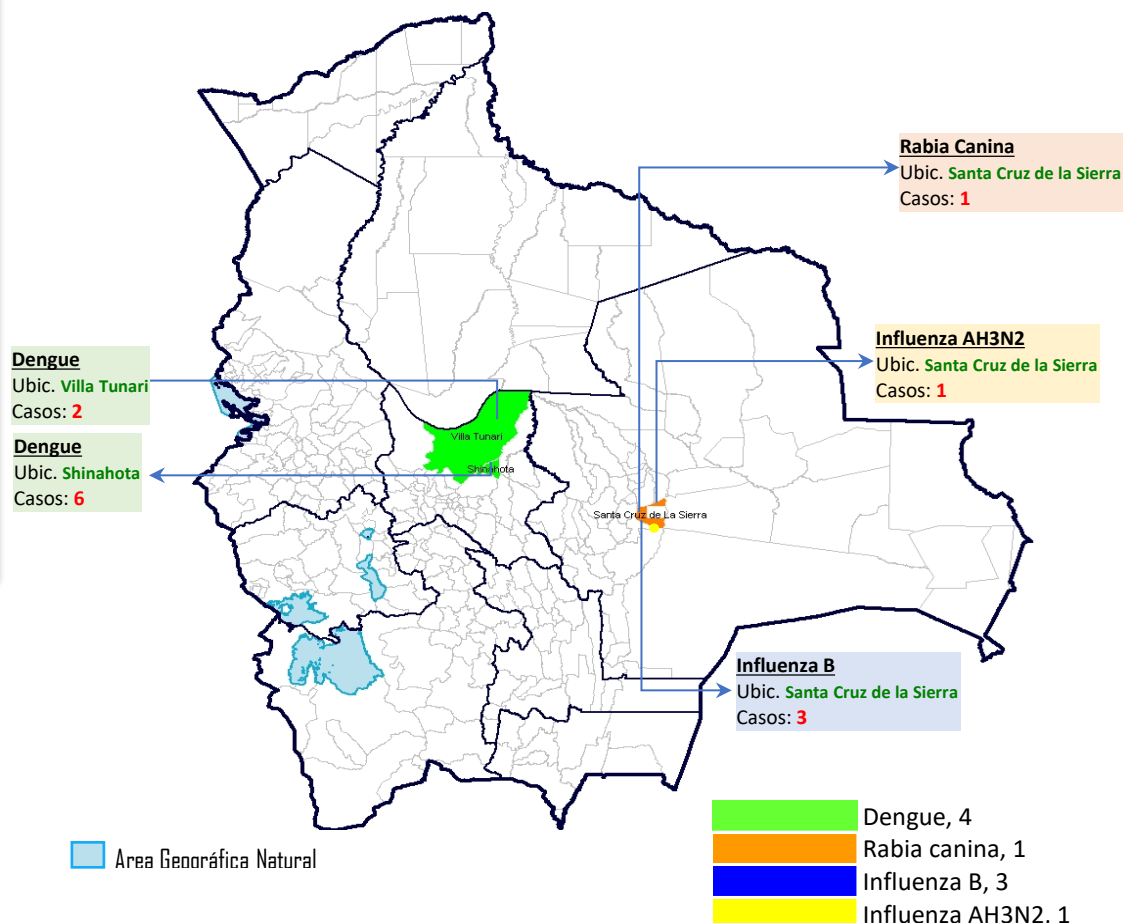 Rabia Canina
Ubic. Santa Cruz de la Sierra
Casos: 1
Influenza AH3N2
Ubic. Santa Cruz de la Sierra
Casos: 1
Dengue
Ubic. Villa Tunari
Casos: 2
Dengue
Ubic. Shinahota
Casos: 6
Villa Tunari
Shinahota
Santa Cruz de La Sierra
Influenza B
Ubic. Santa Cruz de la Sierra
Casos: 3
Area Geográfica Natural
Dengue, 4
Rabia canina, 1
Influenza B, 3
Influenza AH3N2, 1